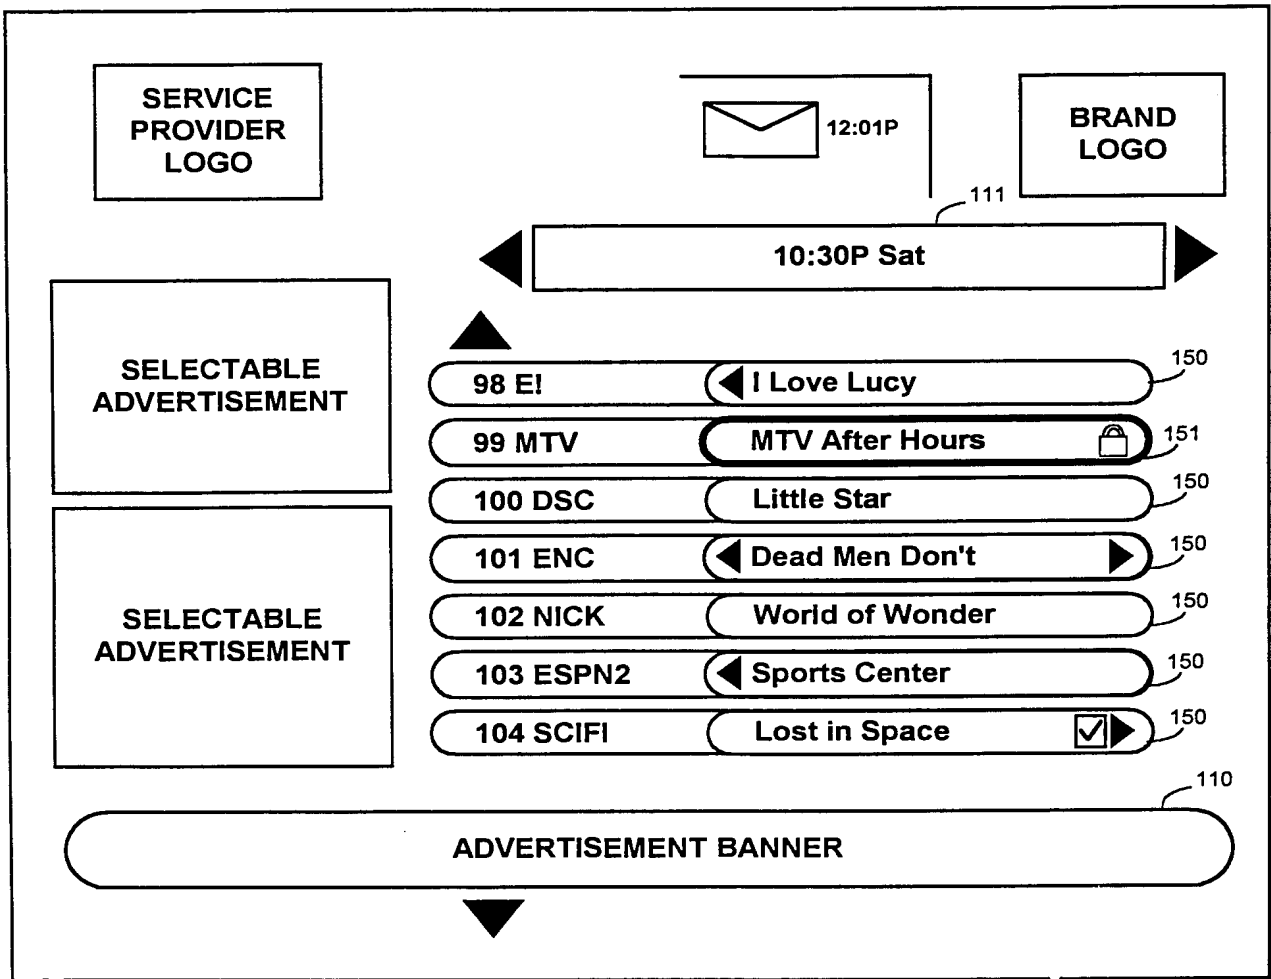 SERVICE
PROVIDER
LOGO
12:01P
BRAND
LOGO
111
10:30P Sat
SELECTABLE
ADVERTISEMENT
98 E!
I Love Lucy
150
99 MTV
MTV After Hours
151
100 DSC
Little Star
150
101 ENC
Dead Men Don't
150
SELECTABLE
ADVERTISEMENT
102 NICK
World of Wonder
150
103 ESPN2
Sports Center
150
104 SCIFI
Lost in Space
150
110
ADVERTISEMENT BANNER